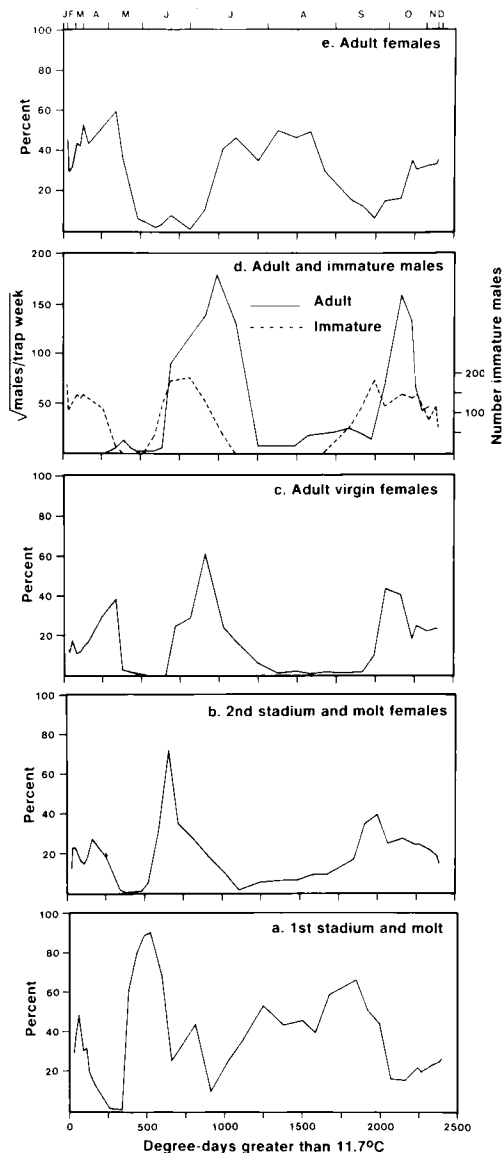 J F M A M J J A S O N D
e. Adult females
100
80
60
40
20
Percent
d. Adult and immature males
Adult
Immature
200
150
100
50
√males/trap week
200
100
Number immature males
c. Adult virgin females
100
80
60
40
20
Percent
b. 2nd stadium and molt females
100
80
60
40
20
Percent
a. 1st stadium and molt
100
80
60
40
20
Percent
0 500 1000 1500 2000 2500
Degree-days greater than 11.7ºC